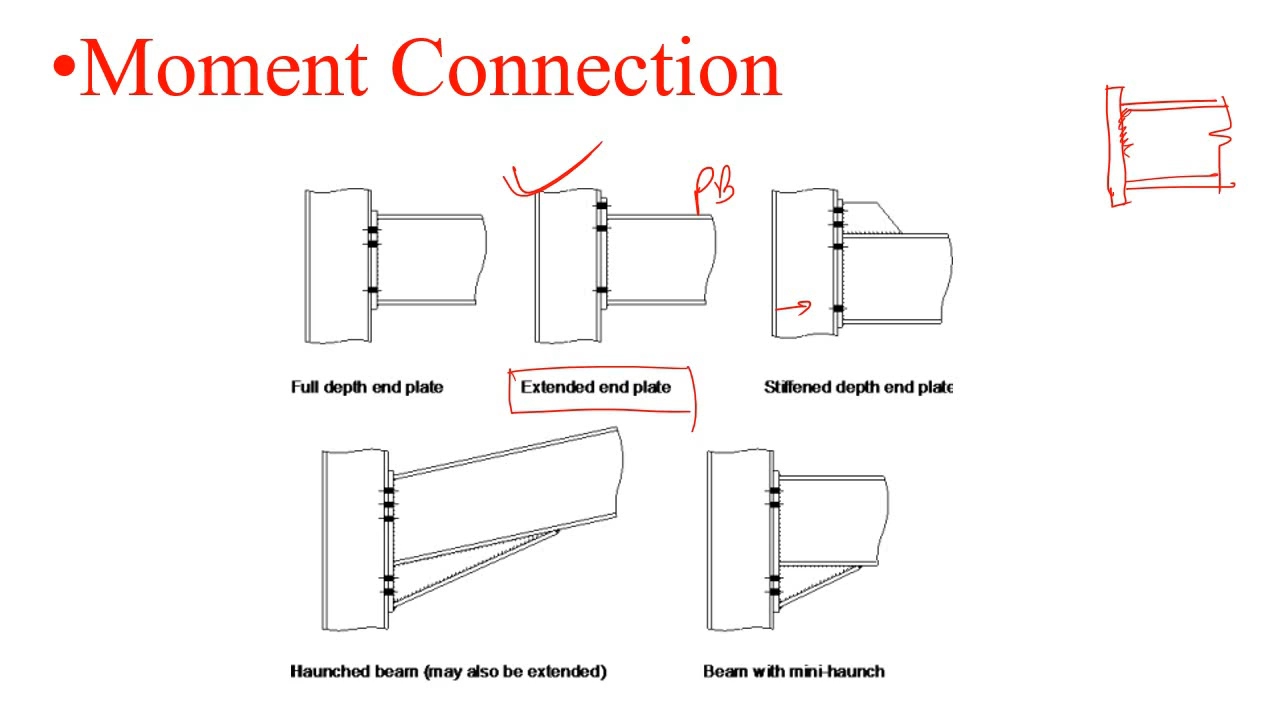 •Moment Connection
PB
Full depth end plate
Extended end plate
Stiffened depth end plate
Haunched beam (may also be extended)
Beam with mini-haunch